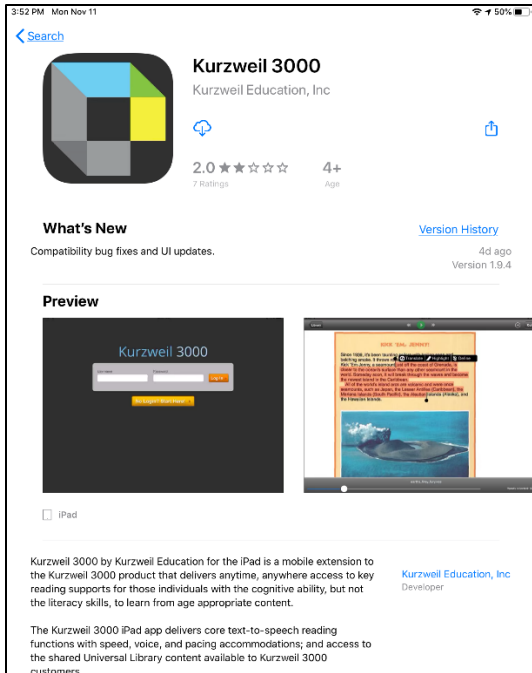 3:52 PM Mon Nov 11
50%
Search
Kurzweil 3000
Kurzweil Education, Inc
2.0
4+
7 Ratings
Age
What's New
Version History
Compatibility bug fixes and UI updates.
4d ago
Version 1.9.4
Preview
Kurzweil 3000
iPad
Kurzweil 3000 by Kurzweil Education for the iPad is a mobile extension to
the Kurzweil 3000 product that delivers anytime, anywhere access to key
reading supports for those individuals with the cognitive ability, but not
the literacy skills, to learn from age appropriate content.
Kurzweil Education, Inc
Developer
The Kurzweil 3000 iPad app delivers core text-to-speech reading
functions with speed, voice, and pacing accommodations; and access to
the shared Universal Library content available to Kurzweil 3000
customers